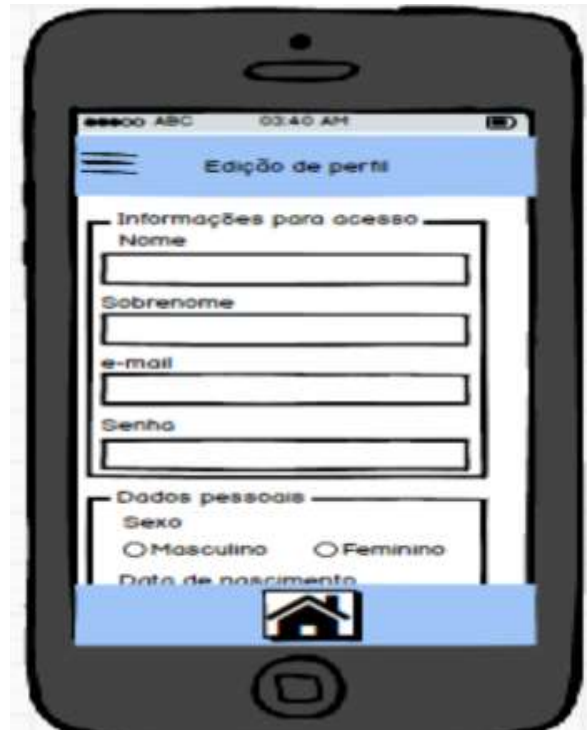 ABC 03:40 AM
Edição de perfil
Informações para acesso
Nome
Sobrenome
e-mail
Senha
Dados pessoais
Sexo
Masculino Feminino
Data de nascimento